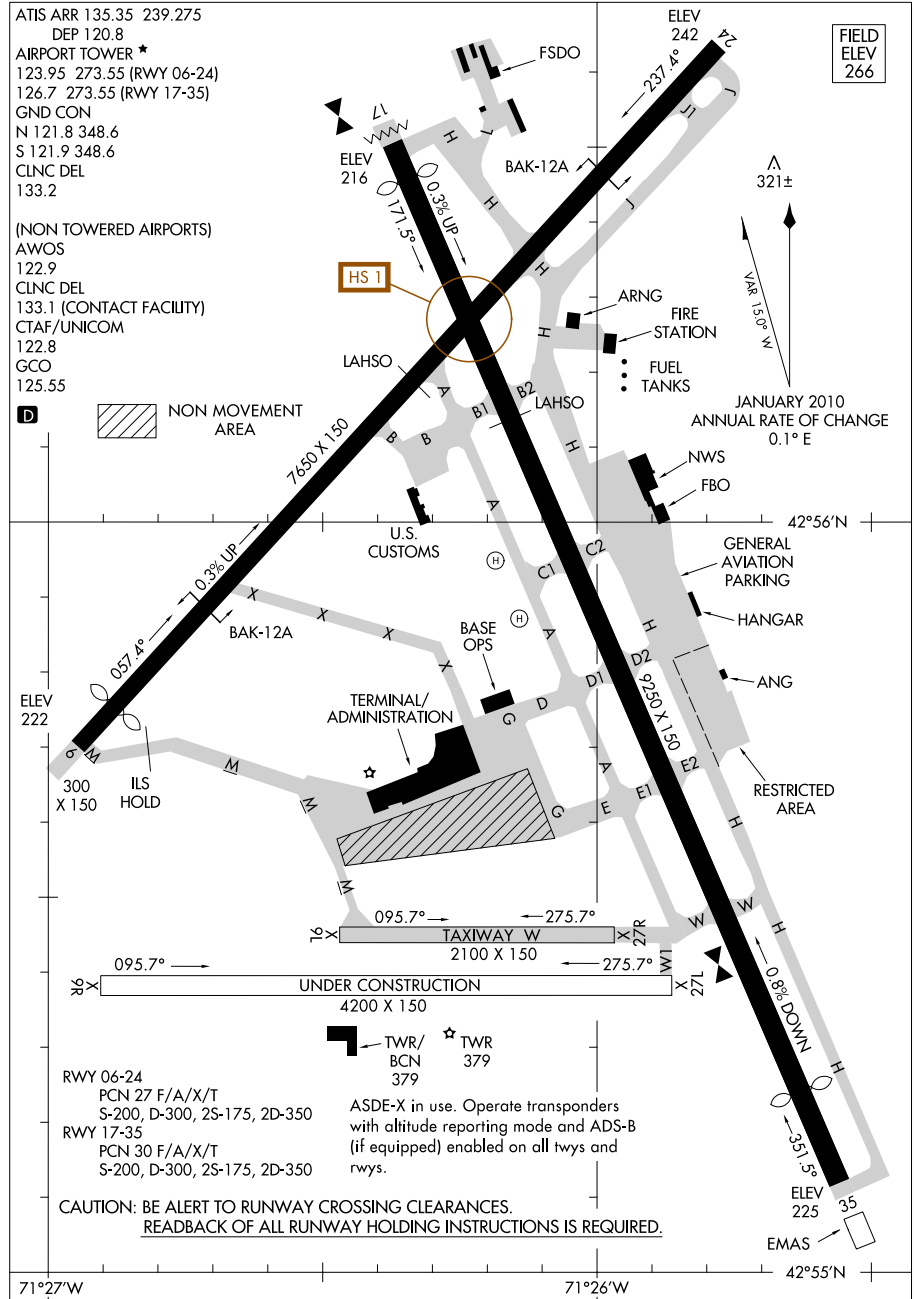 ATIS ARR 135.35 239.275
DEP 120.8
AIRPORT TOWER ★
123.95 273.55 (RWY 06-24)
126.7 273.55 (RWY 17-35)
GND CON
N 121.8 348.6
S 121.9 348.6
CLNC DEL
133.2
(NON TOWERED AIRPORTS)
AWOS
122.9
CLNC DEL
133.1 (CONTACT FACILITY)
CTAF/UNICOM
122.8
GCO
125.55
D
NON MOVEMENT
AREA
FIELD
ELEV
266
ELEV
242
24
237.4°
FSDO
17
ELEV
216
0.3% UP
171.5°
H
I
H
H
H
H
BAK-12A
J1
J
J
321±
VAR 15.0° W
JANUARY 2010
ANNUAL RATE OF CHANGE
0.1° E
HS 1
ARNG
FIRE
STATION
FUEL
TANKS
LAHSO
LAHSO
A
B
B
B1
B2
H
7650 X 150
NWS
FBO
42°56'N
U.S.
CUSTOMS
A
H
C1
C2
GENERAL
AVIATION
PARKING
HANGAR
0.3% UP
057.4°
BAK-12A
X
X
X
X
H
A
BASE
OPS
H
D2
D1
D
G
ANG
9250 X 150
ELEV
222
6
300
X 150
ILS
HOLD
M
M
M
M
TERMINAL/
ADMINISTRATION
A
G
E
E1
E2
RESTRICTED
AREA
H
H
H
W
W
W1
095.7°
275.7°
9L
X
TAXIWAY W
X
27R
2100 X 150
095.7°
275.7°
9R
X
UNDER CONSTRUCTION
X
27L
4200 X 150
0.8% DOWN
TWR/
BCN
379
TWR
379
RWY 06-24
PCN 27 F/A/X/T
S-200, D-300, 2S-175, 2D-350
RWY 17-35
PCN 30 F/A/X/T
S-200, D-300, 2S-175, 2D-350
ASDE-X in use. Operate transponders
with altitude reporting mode and ADS-B
(if equipped) enabled on all twys and
rwys.
351.5°
ELEV
225
35
EMAS
CAUTION: BE ALERT TO RUNWAY CROSSING CLEARANCES.
READBACK OF ALL RUNWAY HOLDING INSTRUCTIONS IS REQUIRED.
42°55'N
71°27'W
71°26'W